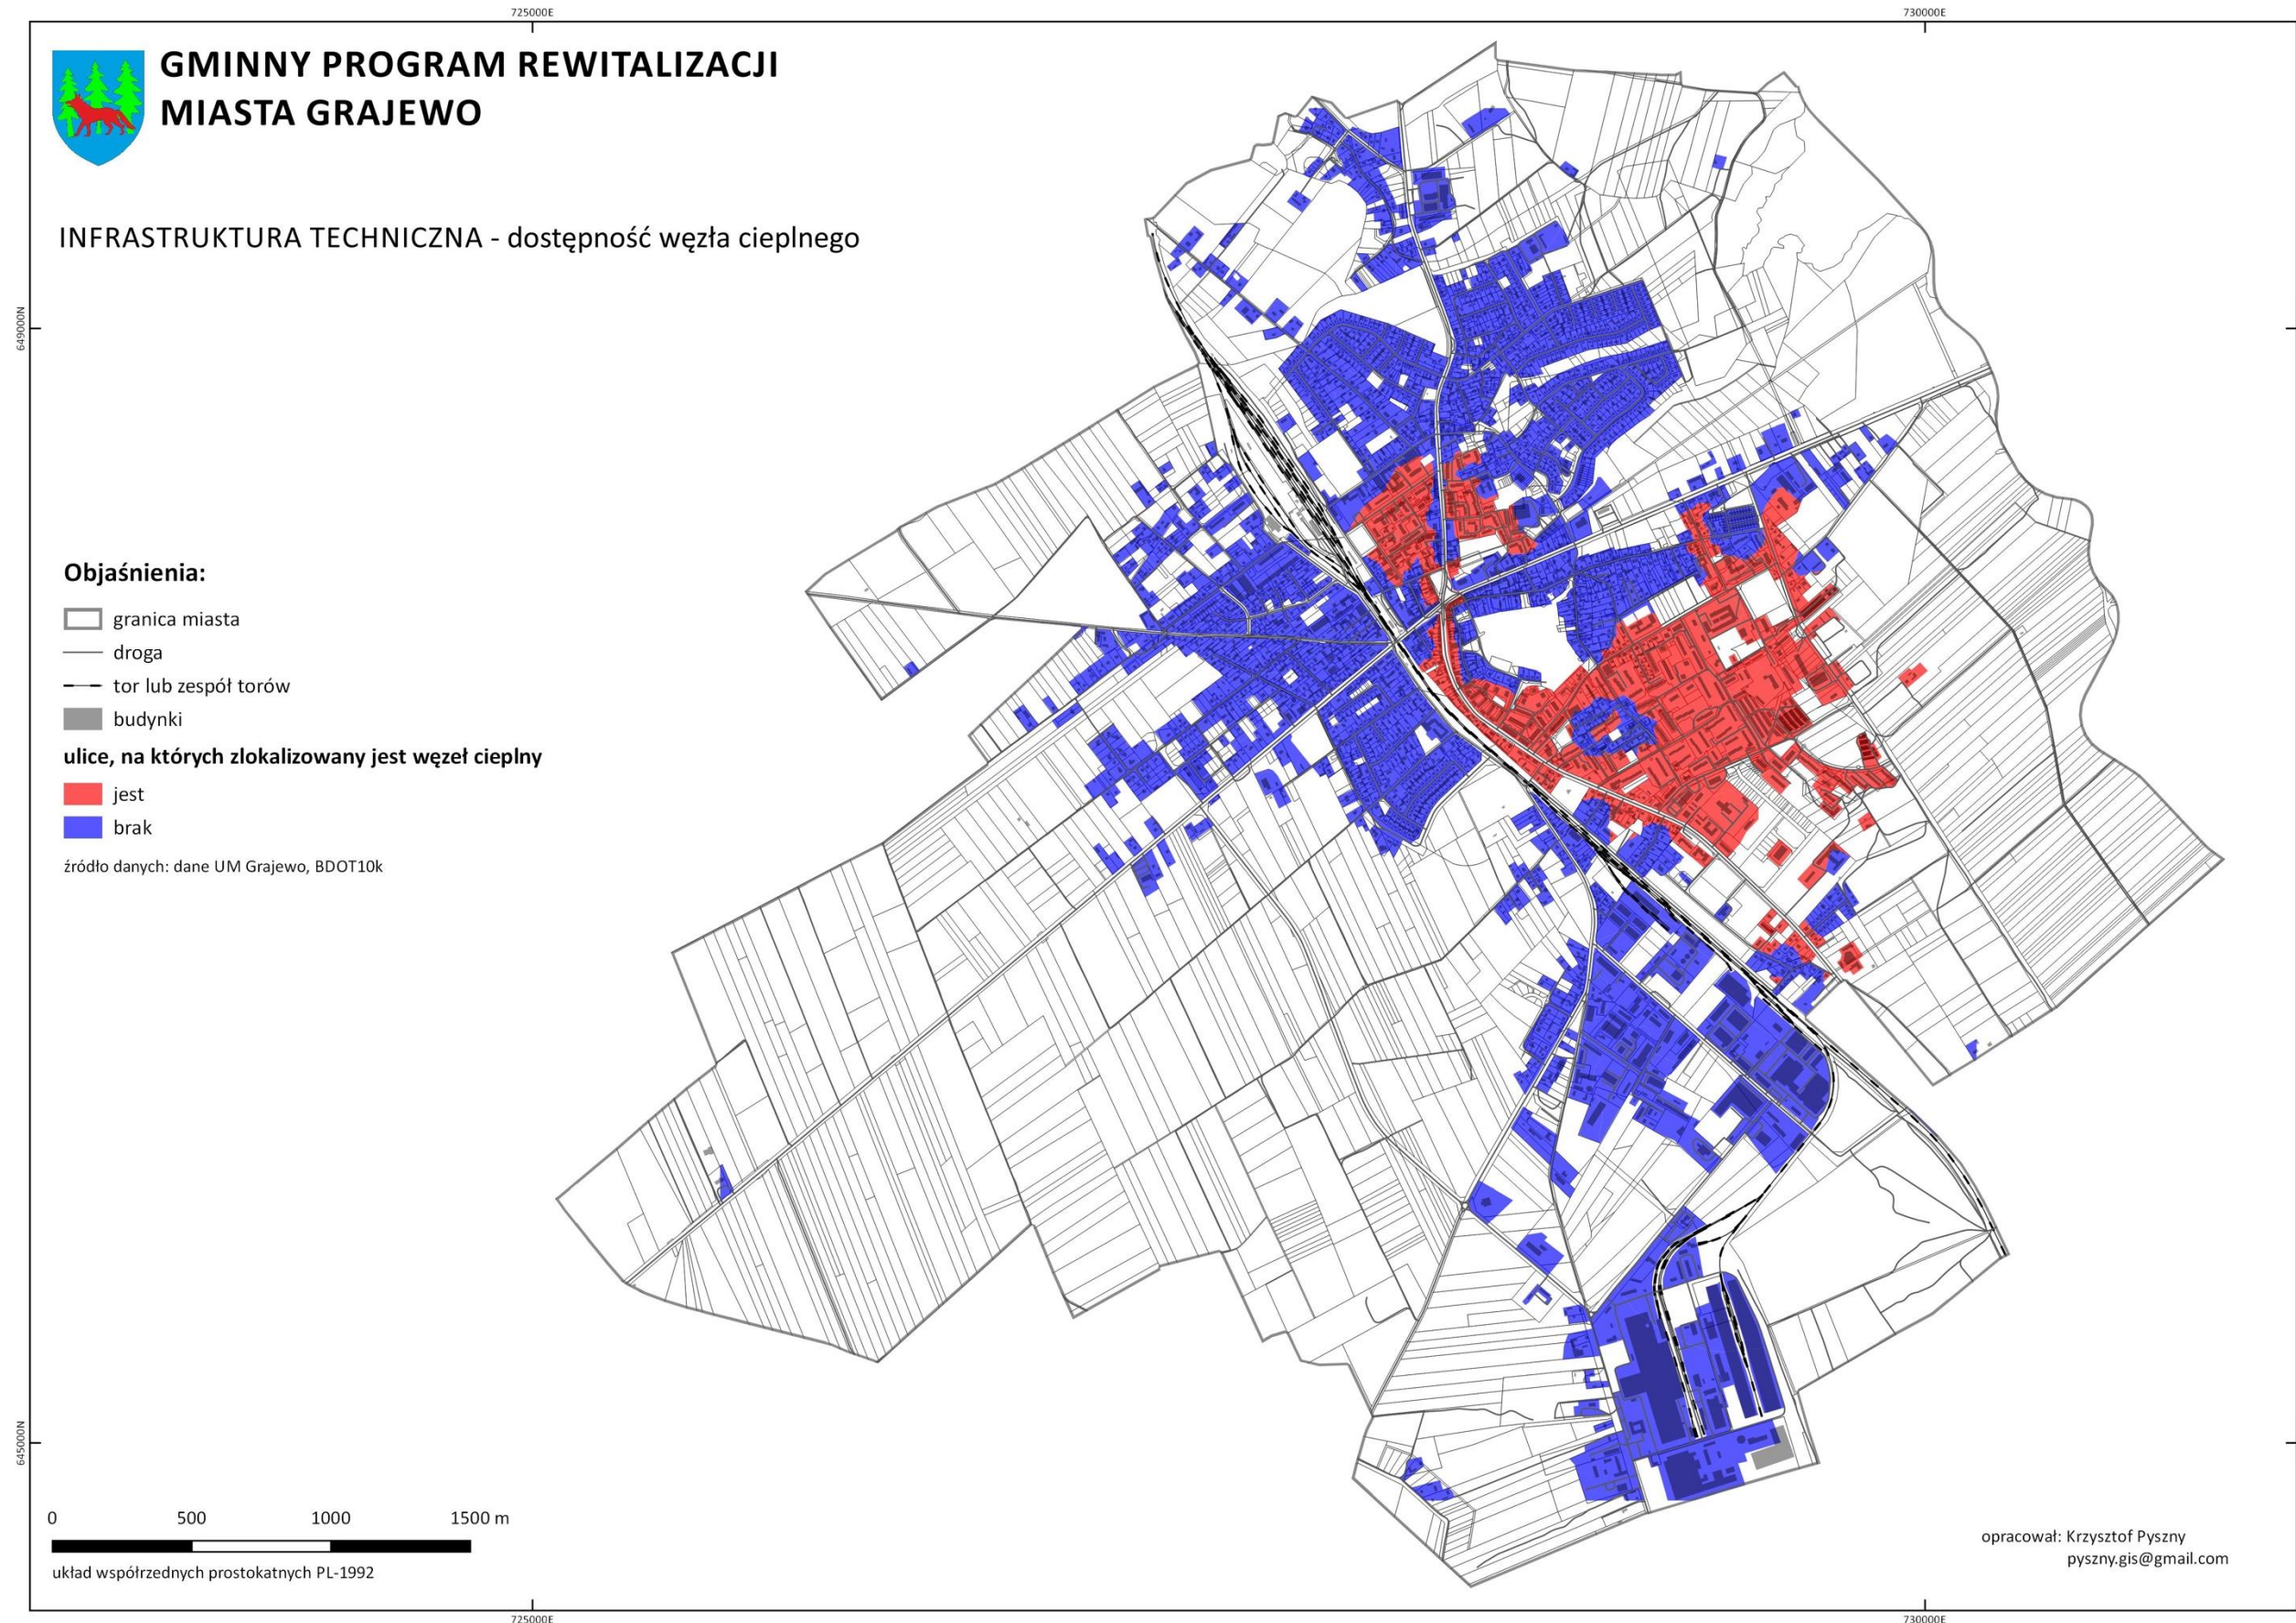 725000E
730000E
GMINNY PROGRAM REWITALIZACJI
MIASTA GRAJEWO
INFRASTRUKTURA TECHNICZNA - dostępność węzła cieplnego
649000N
Objaśnienia:
granica miasta
droga
tor lub zespół torów
budynki
ulice, na których zlokalizowany jest węzeł cieplny
jest
brak
źródło danych: dane UM Grajewo, BDOT10k
645000N
0 500 1000 1500 m
układ współrzednych prostokatnych PL-1992
opracował: Krzysztof Pyszny
pyszny.gis@gmail.com
725000E
730000E